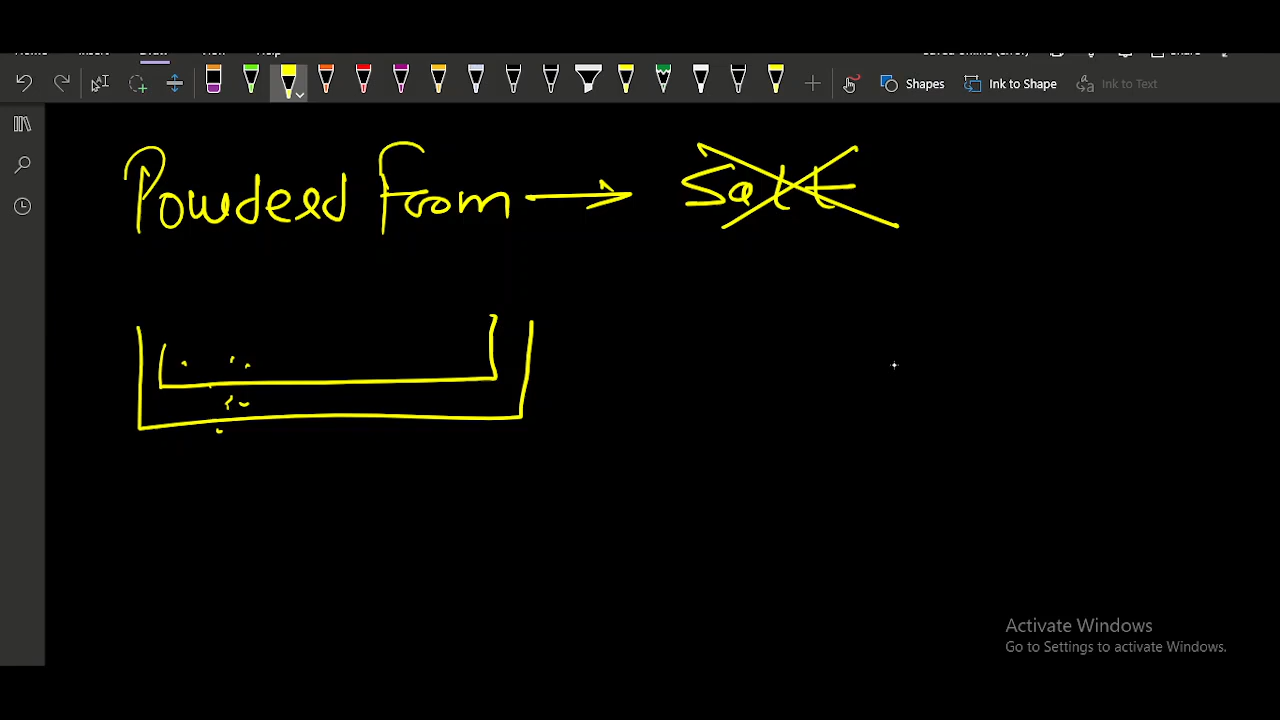 Shapes Ink to Shape Ink to Text
Powdeed from → Salt
Activate Windows
Go to Settings to activate Windows.